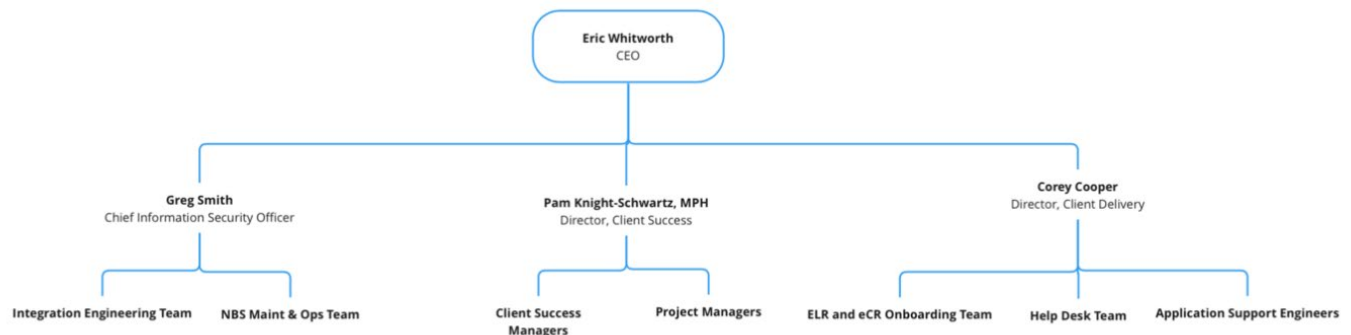 Eric Whitworth
CEO
Greg Smith
Chief Information Security Officer
Pam Knight-Schwartz, MPH
Director, Client Success
Corey Cooper
Director, Client Delivery
Integration Engineering Team
NBS Maint & Ops Team
Client Success
Managers
Project Managers
ELR and eCR Onboarding Team
Help Desk Team
Application Support Engineers